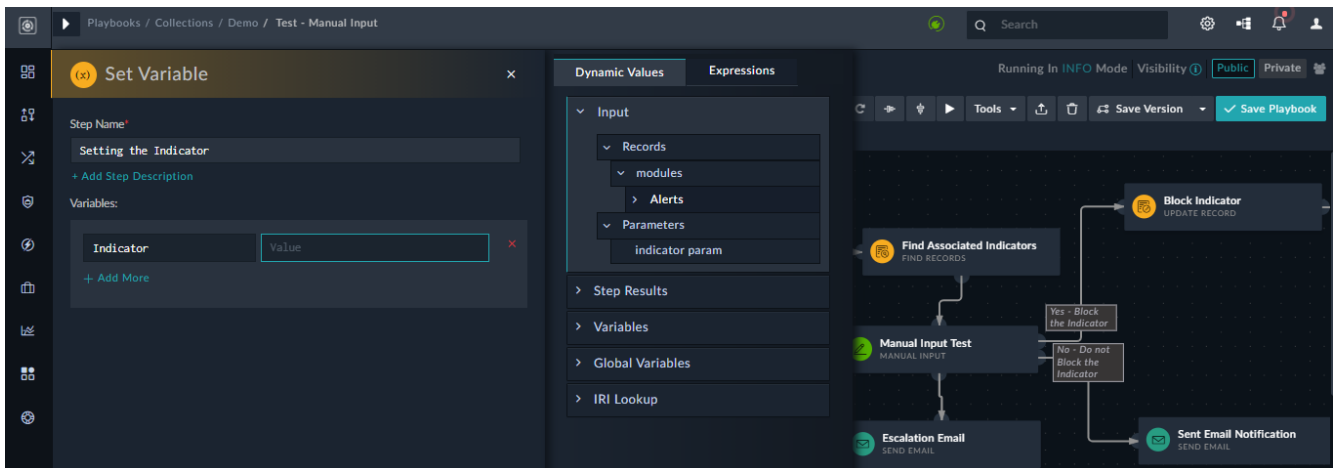 Playbooks / Collections / Demo / Test - Manual Input
Search
(x) Set Variable
Step Name*
Setting the Indicator
+ Add Step Description
Variables:
Indicator
Value
+ Add More
Dynamic Values
Expressions
Input
Records
modules
Alerts
Parameters
indicator param
Step Results
Variables
Global Variables
IRI Lookup
Running In INFO Mode Visibility Public Private
Tools
Save Version
Save Playbook
Block Indicator
UPDATE RECORD
Find Associated Indicators
FIND RECORDS
Yes - Block
the Indicator
Manual Input Test
MANUAL INPUT
No - Do not
Block the
Indicator
Escalation Email
SEND EMAIL
Sent Email Notification
SEND EMAIL